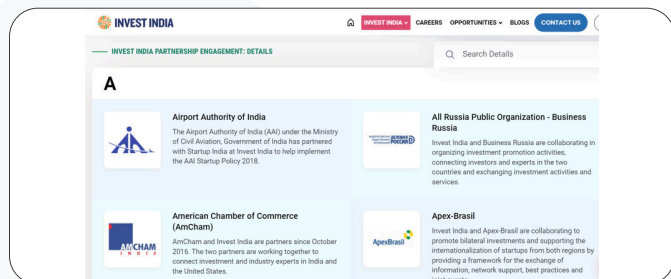 INVEST INDIA
INVEST INDIA
CAREERS
OPPORTUNITIES
BLOGS
CONTACT US
INVEST INDIA PARTNERSHIP ENGAGEMENT: DETAILS
Search Details
A
Airport Authority of India
The Airport Authority of India (AAI) under the Ministry
of Civil Aviation, Government of India has partnered
with Startup India at Invest India to help implement
the AAI Startup Policy 2018.
РОССИЯ
All Russia Public Organization - Business
Russia
Invest India and Business Russia are collaborating in
organizing investment promotion activities,
connecting investors and experts in the two
countries and exchanging investment activities and
services.
AMCHAM
INDIA
American Chamber of Commerce
(AmCham)
AmCham and Invest India are partners since October
2016. The two partners are working together to
connect investment and industry experts in India and
the United States.
ApexBrasil
Apex-Brasil
Invest India and Apex-Brasil are collaborating to
promote bilateral investments and supporting the
internationalization of startups from both regions by
providing a framework for the exchange of
information, network support, best practices and